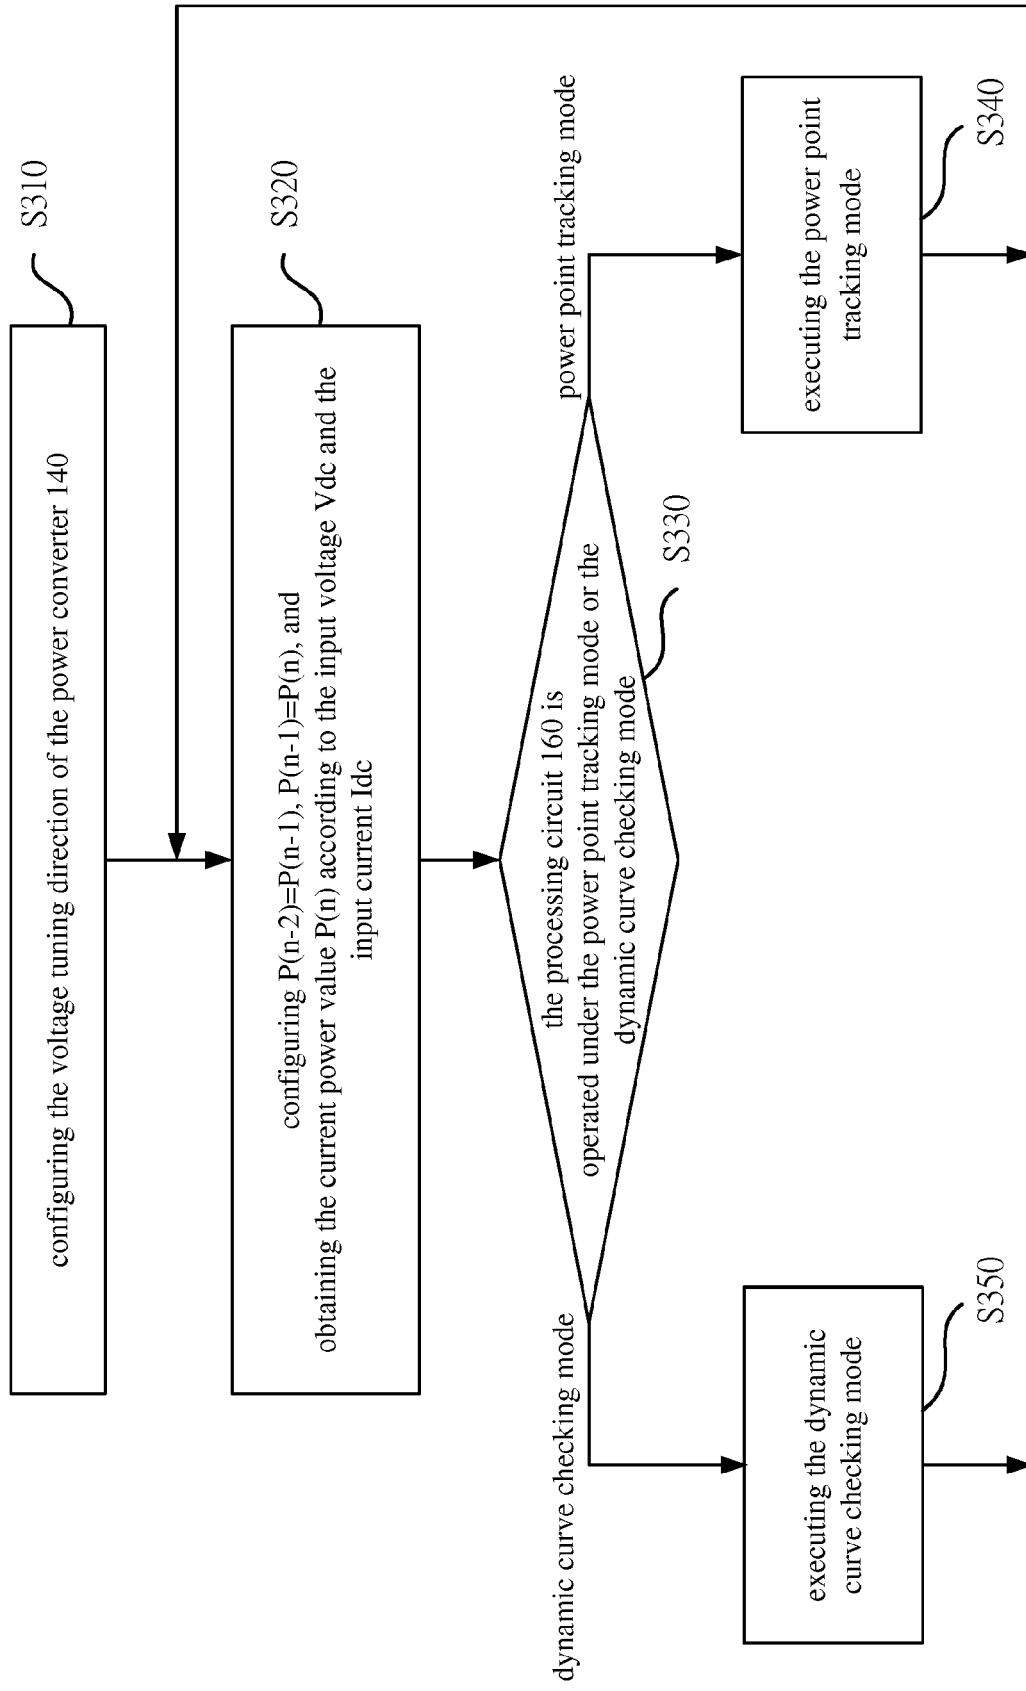 configuring the voltage tuning direction of the power converter 140
S310
configuring P(n-2)=P(n-1), P(n-1)=P(n), and
obtaining the current power value P(n) according to the input voltage Vdc and the
input current Idc
S320
the processing circuit 160 is
operated under the power point tracking mode or the
dynamic curve checking mode
S330
dynamic curve checking mode
power point tracking mode
executing the dynamic
curve checking mode
S350
executing the power point
tracking mode
S340